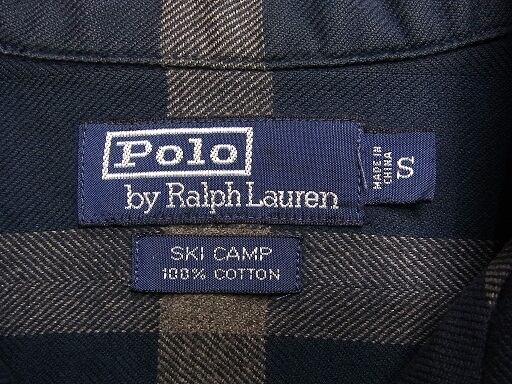 Polo
by Ralph Lauren
MADE IN
CHINA
S
SKI CAMP
100% COTTON